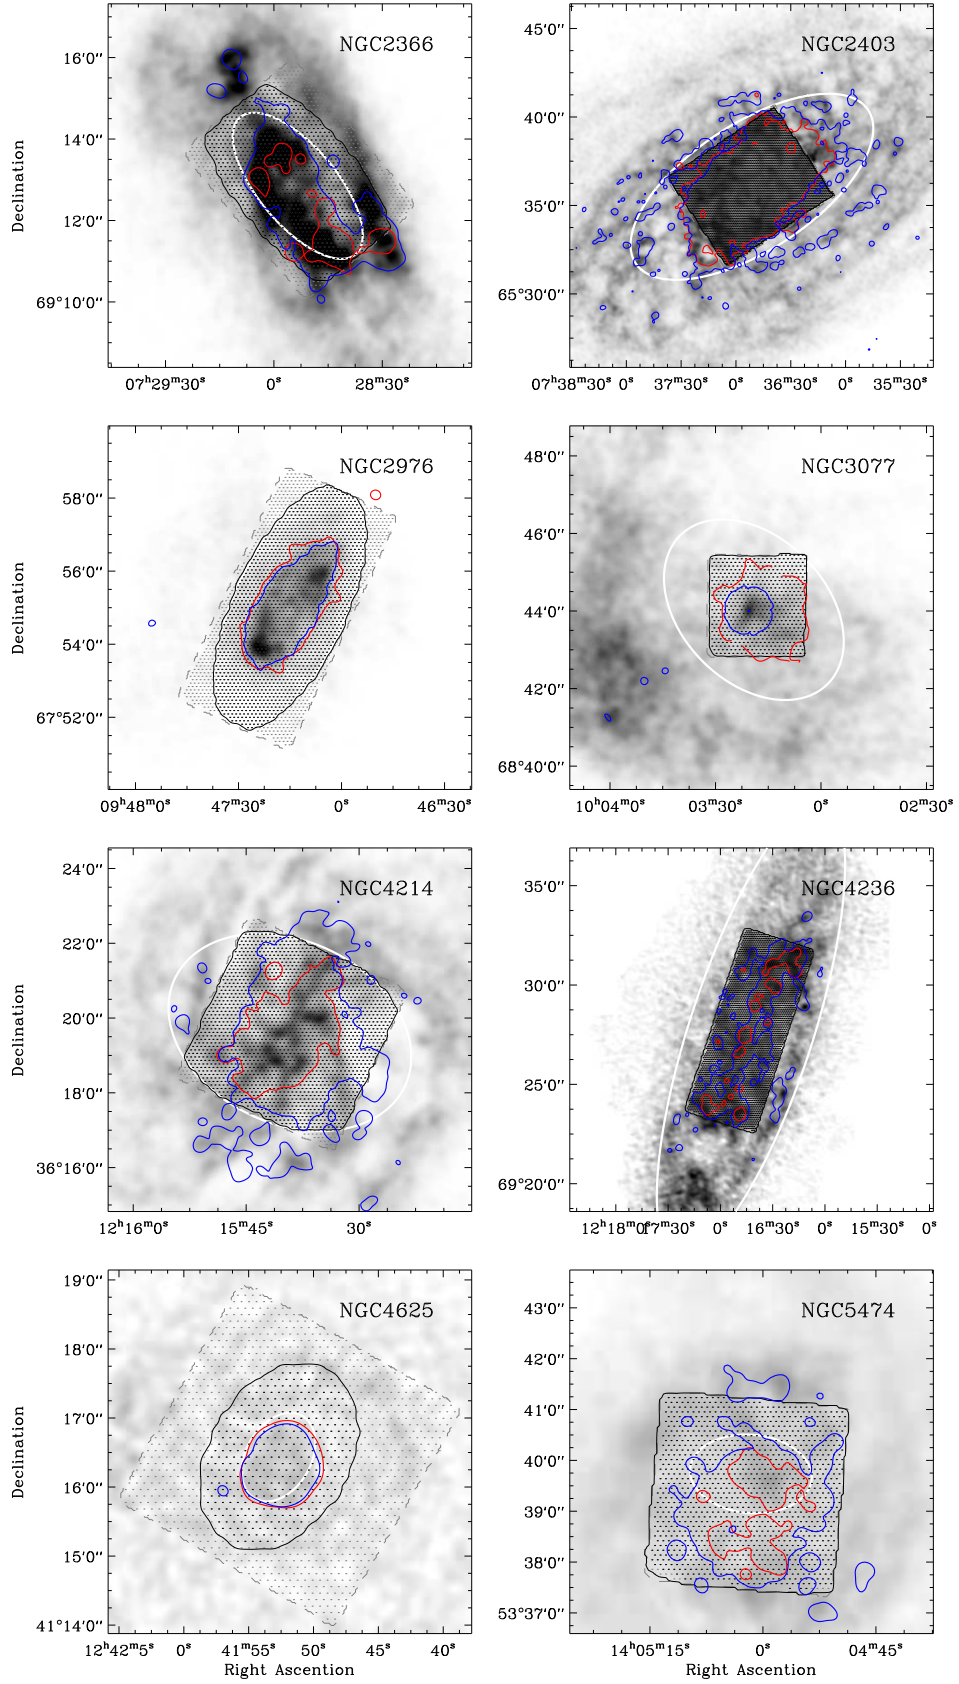 NGC2366
16'0''
14'0''
12'0''
69°10'0''
Declination
07ʰ29ᵐ30ˢ 0ˢ 28ᵐ30ˢ
NGC2403
45'0''
40'0''
35'0''
65°30'0''
07ʰ38ᵐ30ˢ 0ˢ 37ᵐ30ˢ 0ˢ 36ᵐ30ˢ 0ˢ 35ᵐ30ˢ
NGC2976
58'0''
56'0''
54'0''
67°52'0''
Declination
09ʰ48ᵐ0ˢ 47ᵐ30ˢ 0ˢ 46ᵐ30ˢ
NGC3077
48'0''
46'0''
44'0''
42'0''
68°40'0''
10ʰ04ᵐ0ˢ 03ᵐ30ˢ 0ˢ 02ᵐ30ˢ
NGC4214
24'0''
22'0''
20'0''
18'0''
36°16'0''
Declination
12ʰ16ᵐ0ˢ 15ᵐ45ˢ 30ˢ
NGC4236
35'0''
30'0''
25'0''
69°20'0''
12ʰ18ᵐ0ˢ 17ᵐ30ˢ 0ˢ 16ᵐ30ˢ 0ˢ 15ᵐ30ˢ 0ˢ
NGC4625
19'0''
18'0''
17'0''
16'0''
15'0''
41°14'0''
Declination
12ʰ42ᵐ5ˢ 0ˢ 41ᵐ55ˢ 50ˢ 45ˢ 40ˢ
Right Ascention
NGC5474
43'0''
42'0''
41'0''
40'0''
39'0''
38'0''
53°37'0''
14ʰ05ᵐ15ˢ 0ˢ 04ᵐ45ˢ
Right Ascention